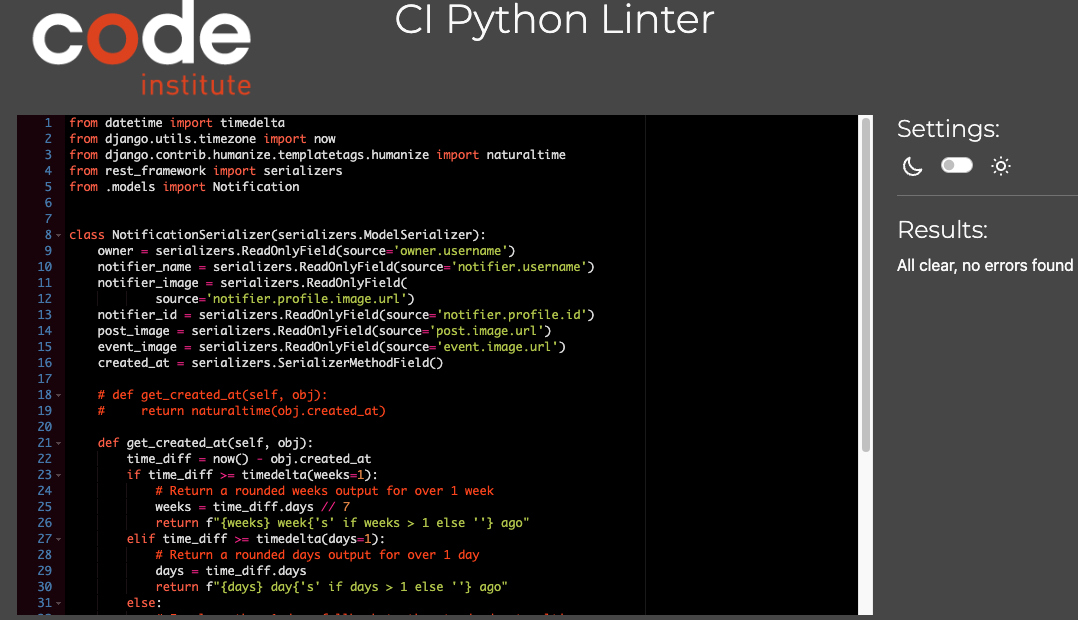 code
institute
CI Python Linter
1 from datetime import timedelta
2 from django.utils.timezone import now
3 from django.contrib.humanize.templatetags.humanize import naturaltime
4 from rest_framework import serializers
5 from .models import Notification
6
7
8 class NotificationSerializer(serializers.ModelSerializer):
9     owner = serializers.ReadOnlyField(source='owner.username')
10     notifier_name = serializers.ReadOnlyField(source='notifier.username')
11     notifier_image = serializers.ReadOnlyField(
12             source='notifier.profile.image.url')
13     notifier_id = serializers.ReadOnlyField(source='notifier.profile.id')
14     post_image = serializers.ReadOnlyField(source='post.image.url')
15     event_image = serializers.ReadOnlyField(source='event.image.url')
16     created_at = serializers.SerializerMethodField()
17
18     # def get_created_at(self, obj):
19     #     return naturaltime(obj.created_at)
20
21     def get_created_at(self, obj):
22         time_diff = now() - obj.created_at
23         if time_diff >= timedelta(weeks=1):
24             # Return a rounded weeks output for over 1 week
25             weeks = time_diff.days // 7
26             return f"{weeks} week{'s' if weeks > 1 else ''} ago"
27         elif time_diff >= timedelta(days=1):
28             # Return a rounded days output for over 1 day
29             days = time_diff.days
30             return f"{days} day{'s' if days > 1 else ''} ago"
31         else:
Settings:
Results:
All clear, no errors found